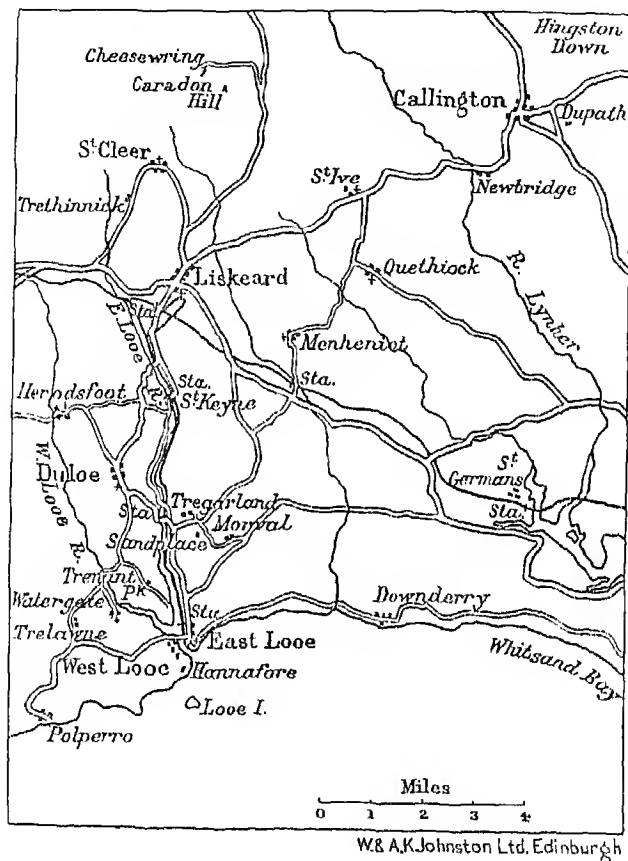 Hingston
Down
Cheesewring
Caradon
Hill
Callington
Dupath
St Cleer
St Ive
Newbridge
Trethinnick
Quethiock
Liskeard
R. Lynher
Sta.
E. Looe
R.
Menheniot
Sta.
Sta.
St Keyne
Herodsfoot
W. Looe R.
Duloe
St
Germans
Sta.
Sta.
Tregarland
Morval
Sandplace
Trenant
Pk
Watergate
Sta.
Downderry
Trelawne
East Looe
West Looe
Hannafore
Whitsand Bay
Looe I.
Polperro
Miles
0 1 2 3 4
W. & A.K. Johnston Ltd. Edinburgh